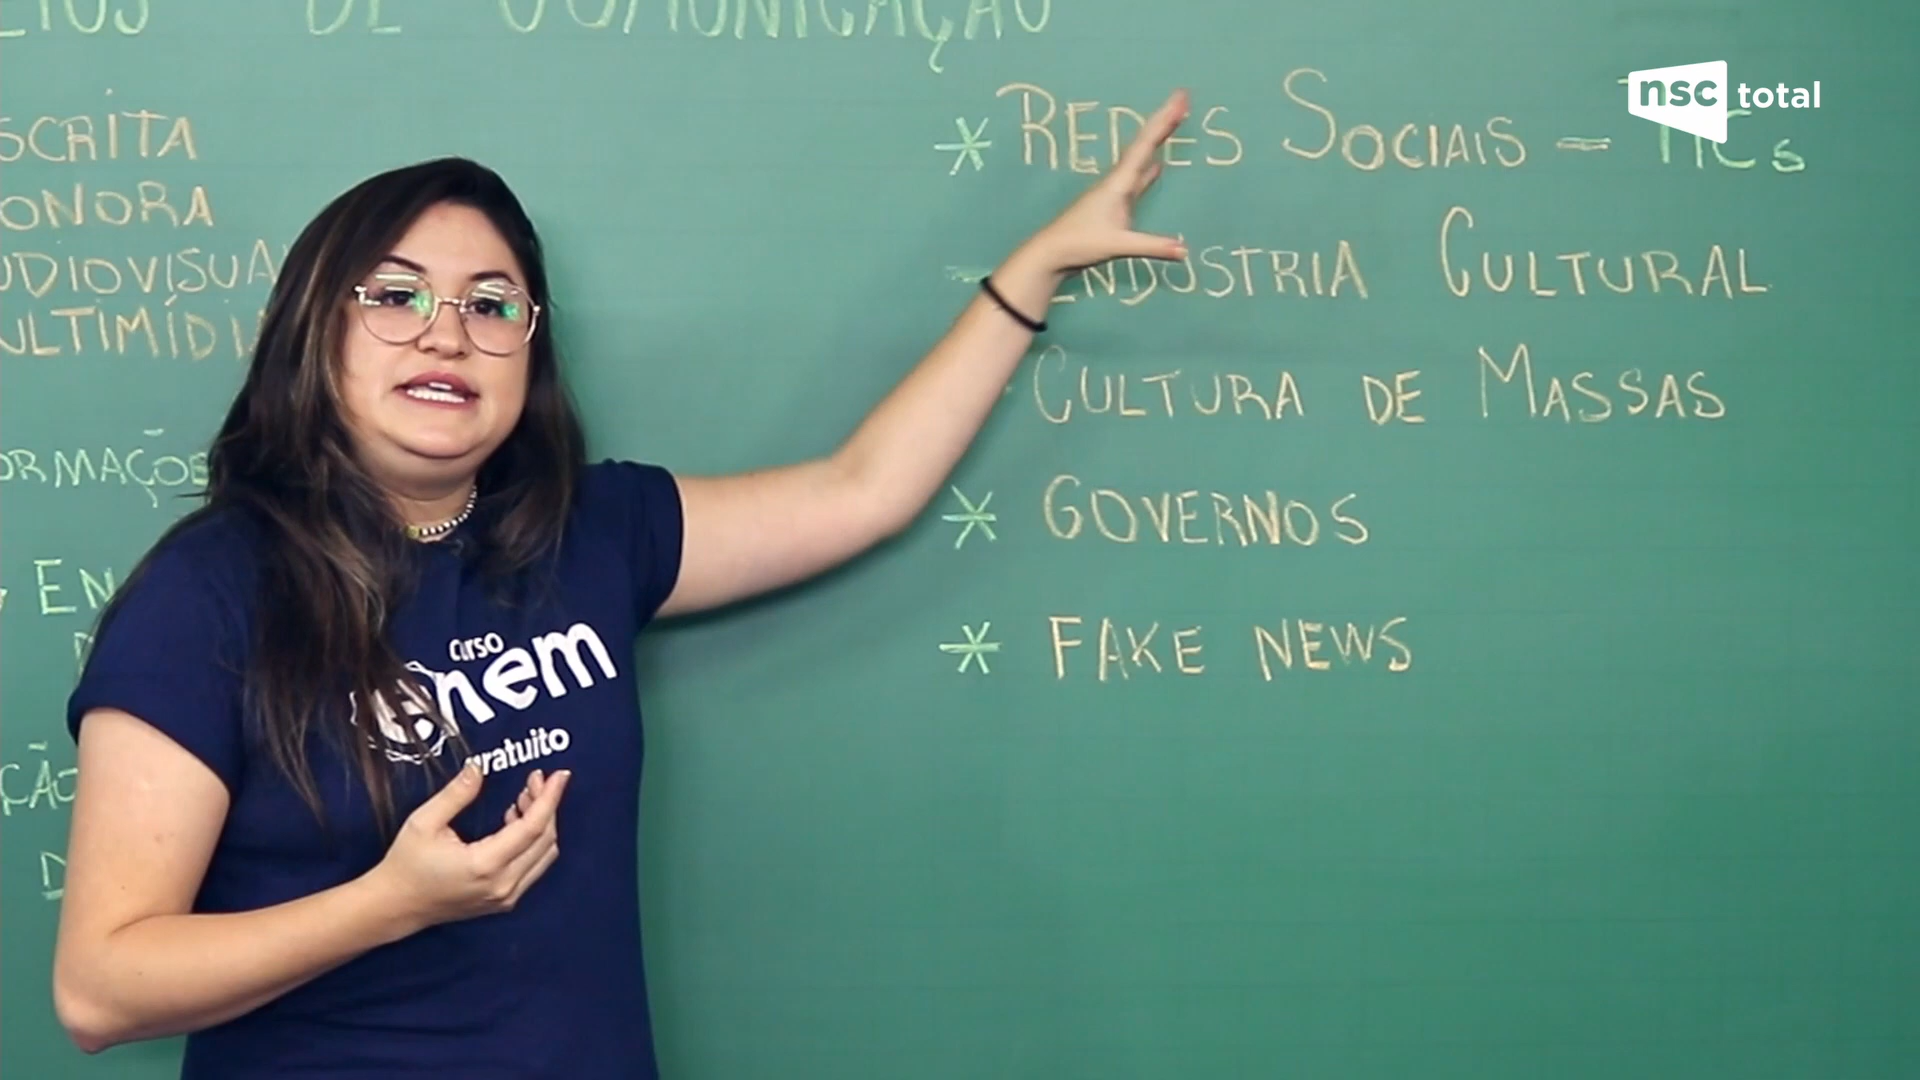 DE COMUNICAÇÃO
SCRITA
ONORA
UDIOVISUA
ULTIMÍDI
ORMAÇÕE
EN
ÇÃO
D
* REDES SOCIAIS - TICs
- INDÚSTRIA CULTURAL
- CULTURA DE MASSAS
* GOVERNOS
* FAKE NEWS
nsc total
curso
enem
gratuito